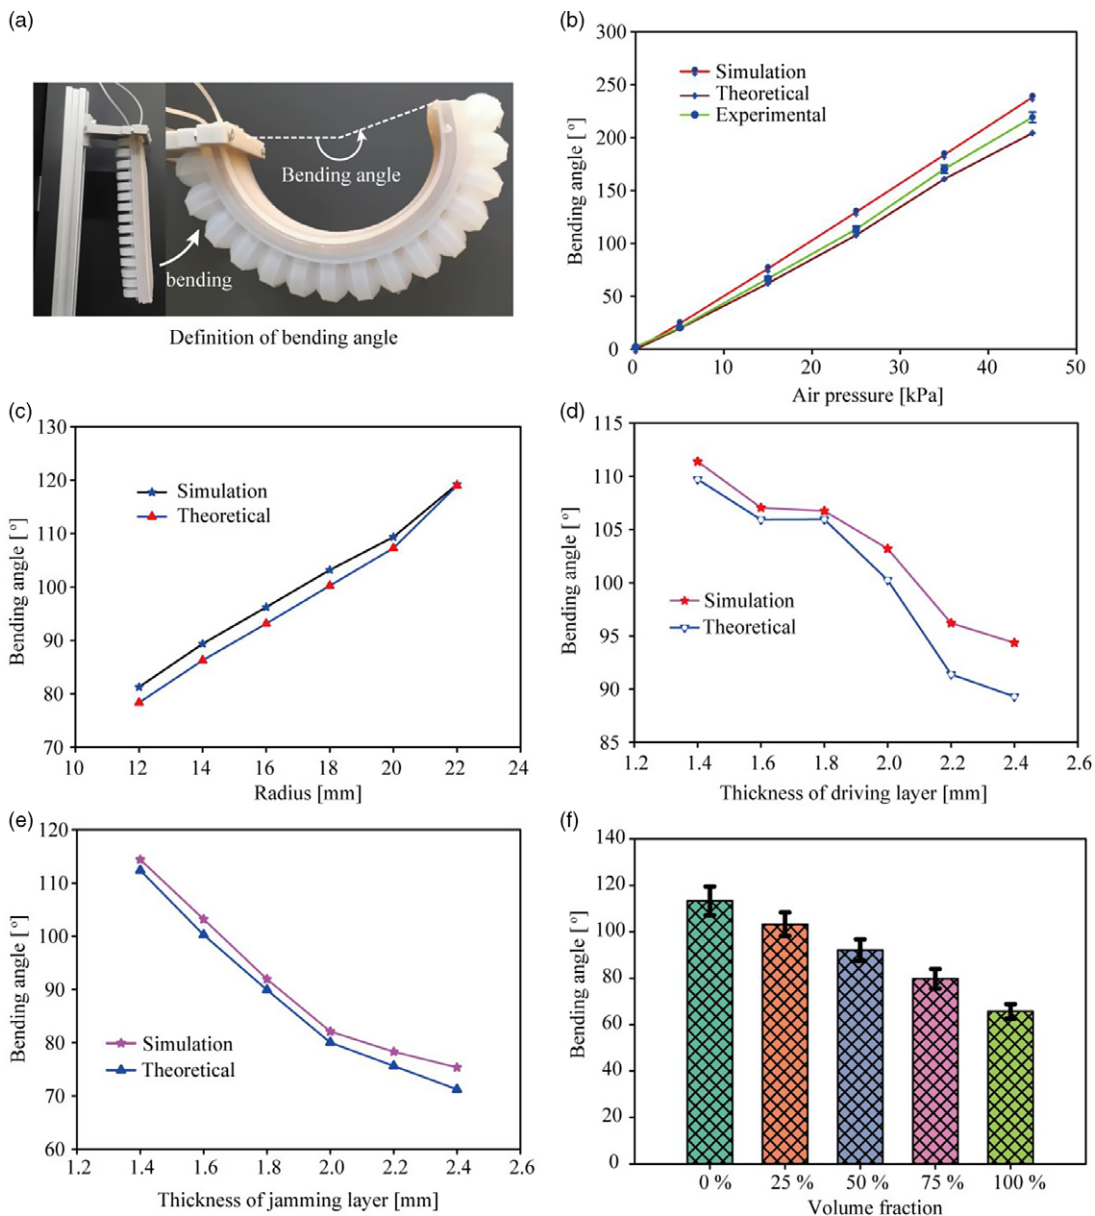 (a)
Bending angle
bending
Definition of bending angle
(b)
300
250
200
150
100
50
0
Bending angle [ º]
Simulation
Theoretical
Experimental
0 10 20 30 40 50
Air pressure [kPa]
(c)
130
120
110
100
90
80
70
Bending angle [ º]
Simulation
Theoretical
10 12 14 16 18 20 22 24
Radius [mm]
(d)
115
110
105
100
95
90
85
Bending angle [ º]
Simulation
Theoretical
1.2 1.4 1.6 1.8 2.0 2.2 2.4 2.6
Thickness of driving layer [mm]
(e)
120
110
100
90
80
70
60
Bending angle [ º]
Simulation
Theoretical
1.2 1.4 1.6 1.8 2.0 2.2 2.4 2.6
Thickness of jamming layer [mm]
(f)
140
120
100
80
60
40
20
0
Bending angle [ º]
0 % 25 % 50 % 75 % 100 %
Volume fraction